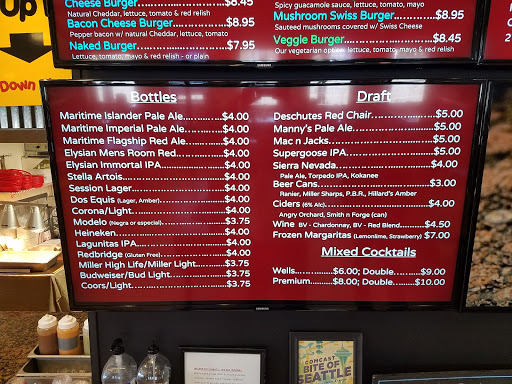 Up
Down
Cheese Burger $8.45
Natural Cheddar, lettuce, tomato & red relish
Bacon Cheese Burger $8.95
Pepper bacon w/ natural Cheddar, lettuce, tomato
Naked Burger $7.95
Lettuce, tomato, mayo & red relish - or plain
Spicy guacamole sauce, lettuce, tomato, mayo
Mushroom Swiss Burger $8.95
Sauteed mushrooms covered w/ Swiss Cheese
Veggie Burger $8.45
Our vegetarian option, lettuce, tomato, mayo & red relish
SAMSUNG
Bottles
Maritime Islander Pale Ale $4.00
Maritime Imperial Pale Ale $4.00
Maritime Flagship Red Ale $4.00
Elysian Mens Room Red $4.00
Elysian Immortal IPA $4.00
Stella Artois $4.00
Session Lager $4.00
Dos Equis (Lager, Amber) $4.00
Corona/Light $4.00
Modelo (Negra or especial) $3.75
Heineken $4.00
Lagunitas IPA $4.00
Redbridge (Gluten Free) $4.00
Miller High Life/Miller Light $3.75
Budweiser/Bud Light $3.75
Coors/Light $3.75
Draft
Deschutes Red Chair $5.00
Manny's Pale Ale $5.00
Mac n Jacks $5.00
Supergoose IPA $5.00
Sierra Nevada $4.00
Pale Ale, Torpedo IPA, Kokanee
Beer Cans $3.00
Ranier, Miller Sharps, P.B.R., Hillard's Amber
Ciders (6% Alc) $4.00
Angry Orchard, Smith n Forge (can)
Wine BV - Chardonnay, BV - Red Blend $4.50
Frozen Margaritas (Lemonlime, Strawberry) $7.00
Mixed Cocktails
Wells $6.00; Double $9.00
Premium $8.00; Double $10.00
SAMSUNG
COMCAST
BITE OF
SEATTLE